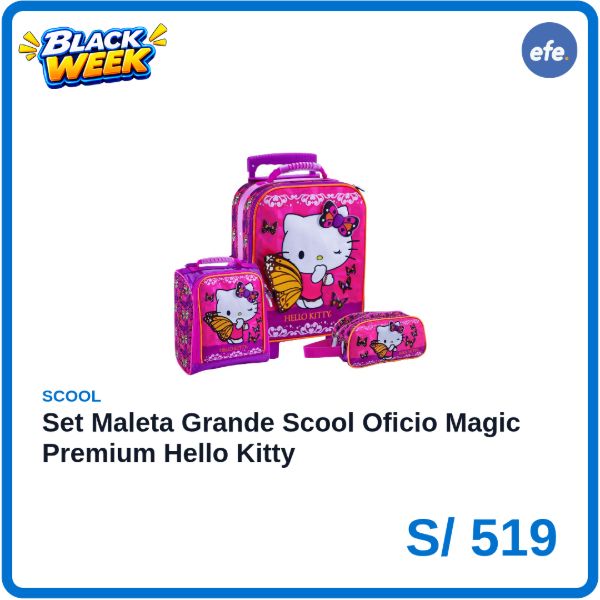 BLACK
WEEK
efe.
HELLO KITTY
SCOOL
Set Maleta Grande Scool Oficio Magic
Premium Hello Kitty
S/ 519